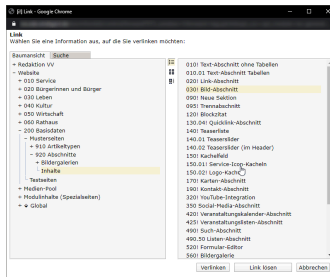 [i] Link - Google Chrome
Link
Wählen Sie eine Information aus, auf die Sie verlinken möchten:
Baumansicht
Suche
+ Redaktion VV
− Website
+ 010 Service
+ 020 Bürgerinnen und Bürger
+ 030 Leben
+ 040 Kultur
+ 050 Wirtschaft
+ 060 Rathaus
− 200 Basisdaten
− Musterseiten
+ 910 Artikeltypen
− 920 Abschnitte
+ Bildergalerien
Inhalte
Testseiten
+ Medien-Pool
+ Modulinhalte (Spezialseiten)
+ Global
010! Text-Abschnitt ohne Tabellen
010.01 Text-Abschnitt Tabellen
020! Link-Abschnitt
030! Bild-Abschnitt
090! Neue Sektion
095! Trennabschnitt
120! Blockzitat
130.04! Quicklink-Abschnitt
140! Teaserliste
140.01 Teaserslider
140.02 Teaserslider (im Header)
150! Kachelfeld
150.01! Service-Icon-Kacheln
150.02! Logo-Kacheln
170! Karten-Abschnitt
190! Kontakt-Abschnitt
320! YouTube-Integration
350 Social-Media-Abschnitt
420! Veranstaltungskalender-Abschnitt
425! Veranstaltungslisten-Abschnitt
490! Such-Abschnitt
490.50 Listen-Abschnitt
520! Formular-Editor
560! Bildergalerie
Verlinken
Link lösen
Abbrechen